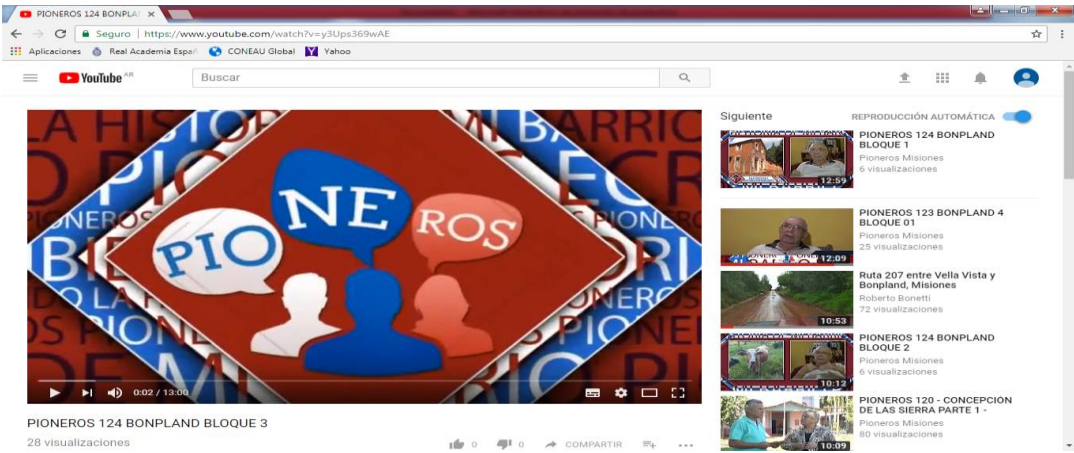 PIONEROS 124 BONPLA
Seguro | https://www.youtube.com/watch?v=y3Ups369wAE
Aplicaciones Real Academia Espa CONEAU Global Yahoo
YouTube AR Buscar
PIO NE ROS
0:02 / 13:00
PIONEROS 124 BONPLAND BLOQUE 3
28 visualizaciones
0 0 COMPARTIR
Siguiente REPRODUCCIÓN AUTOMÁTICA
PIONEROS 124 BONPLAND
BLOQUE 1
Pioneros Misiones
6 visualizaciones
12:59
PIONEROS 123 BONPLAND 4
BLOQUE 01
Pioneros Misiones
25 visualizaciones
12:09
Ruta 207 entre Vella Vista y
Bonpland, Misiones
Roberto Bonetti
72 visualizaciones
10:53
PIONEROS 124 BONPLAND
BLOQUE 2
Pioneros Misiones
6 visualizaciones
10:12
PIONEROS 120 - CONCEPCIÓN
DE LAS SIERRA PARTE 1 -
Pioneros Misiones
80 visualizaciones
10:09